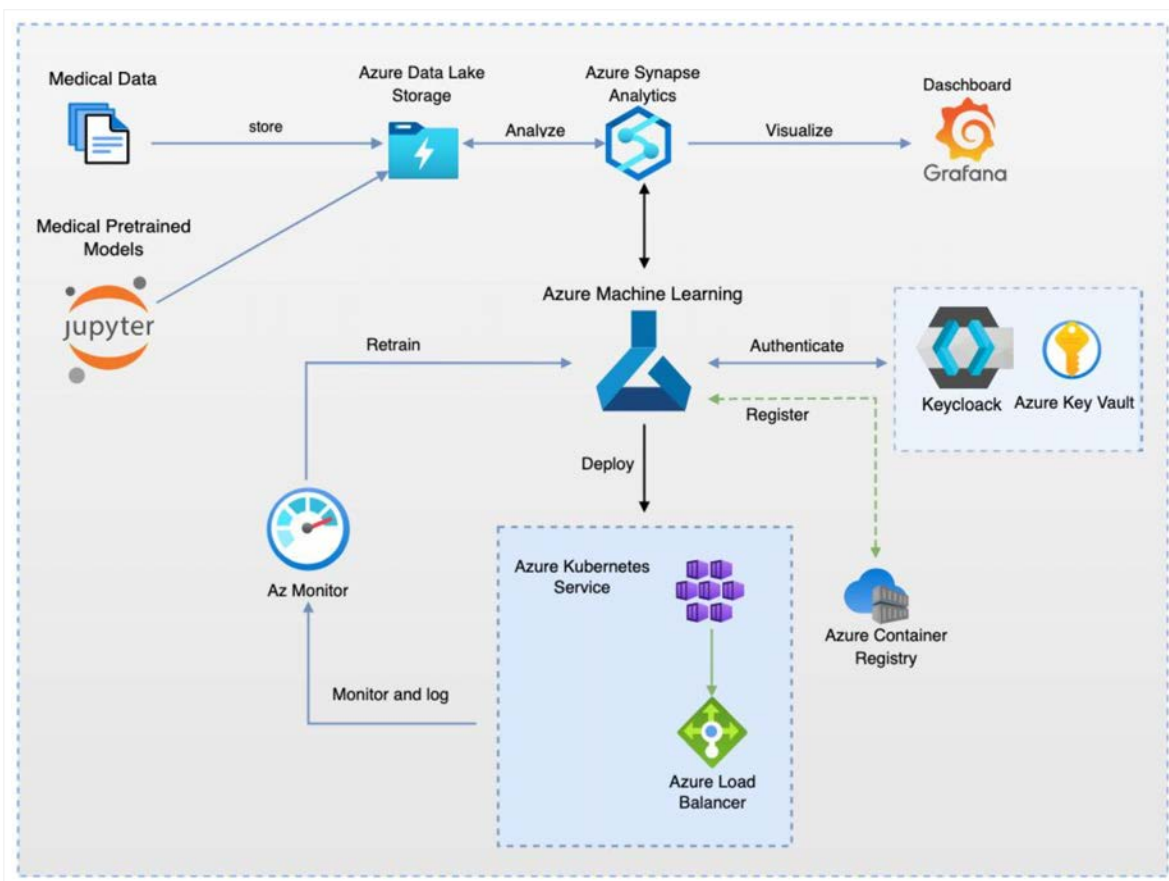 Medical Data
store
Azure Data Lake
Storage
Analyze
Azure Synapse
Analytics
Visualize
Daschboard
Grafana
Medical Pretrained
Models
jupyter
Azure Machine Learning
Retrain
Authenticate
Keycloack
Azure Key Vault
Register
Deploy
Az Monitor
Azure Kubernetes
Service
Azure Container
Registry
Monitor and log
Azure Load
Balancer